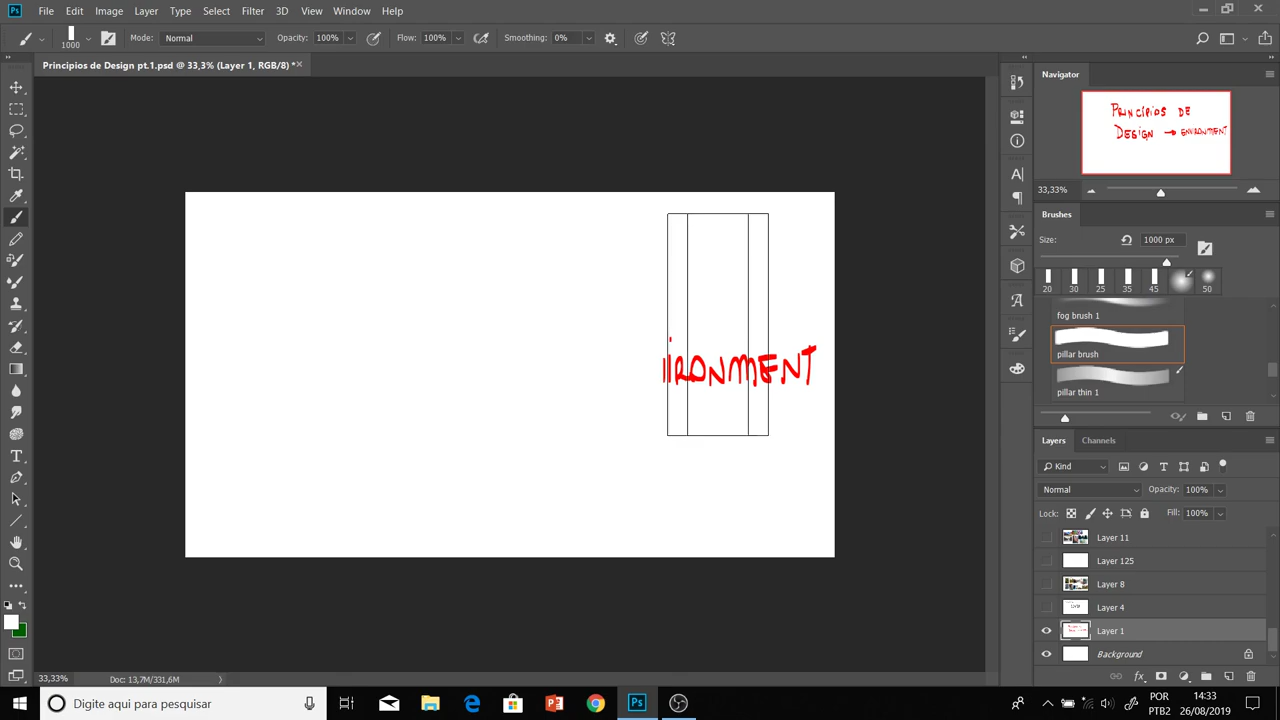 File Edit Image Layer Type Select Filter 3D View Window Help
1000 Mode: Normal Opacity: 100% Flow: 100% Smoothing: 0%
Principios de Design pt.1.psd @ 33,3% (Layer 1, RGB/8) *
Navigator
PRINCÍPIOS DE
DESIGN → ENVIRONMENT
33,33%
Brushes
Size: 1000 px
20 30 25 35 45 50
fog brush 1
pillar brush
pillar thin 1
IRONMENT
Layers Channels
Kind
Normal Opacity: 100%
Lock: Fill: 100%
Layer 11
Layer 125
Layer 8
Layer 4
Layer 1
Background
33,33% Doc: 13,7M/331,6M
Digite aqui para pesquisar
POR
PTB2
14:33
26/08/2019